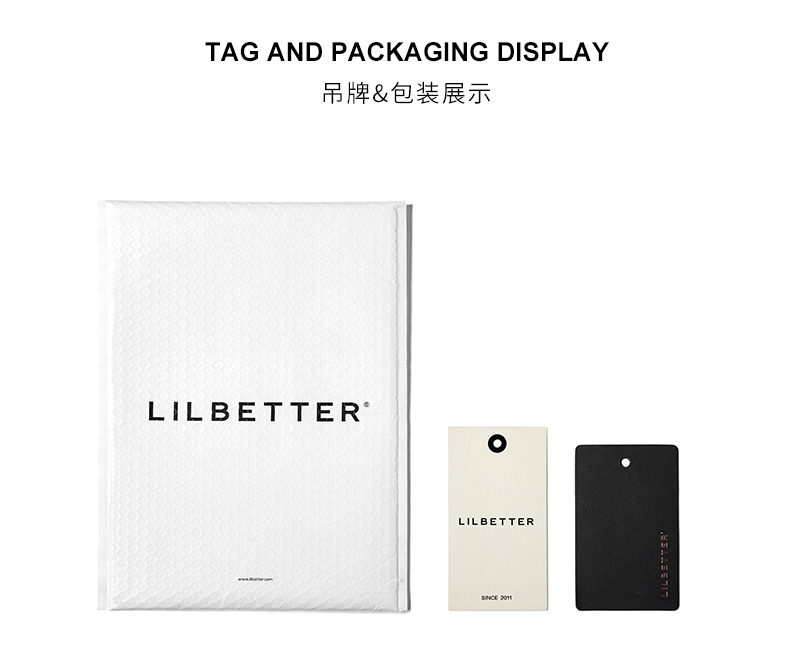 TAG AND PACKAGING DISPLAY
吊牌&包装展示
LILBETTER®
www.lilbetter.com
LILBETTER
SINCE 2011
LILBETTER®